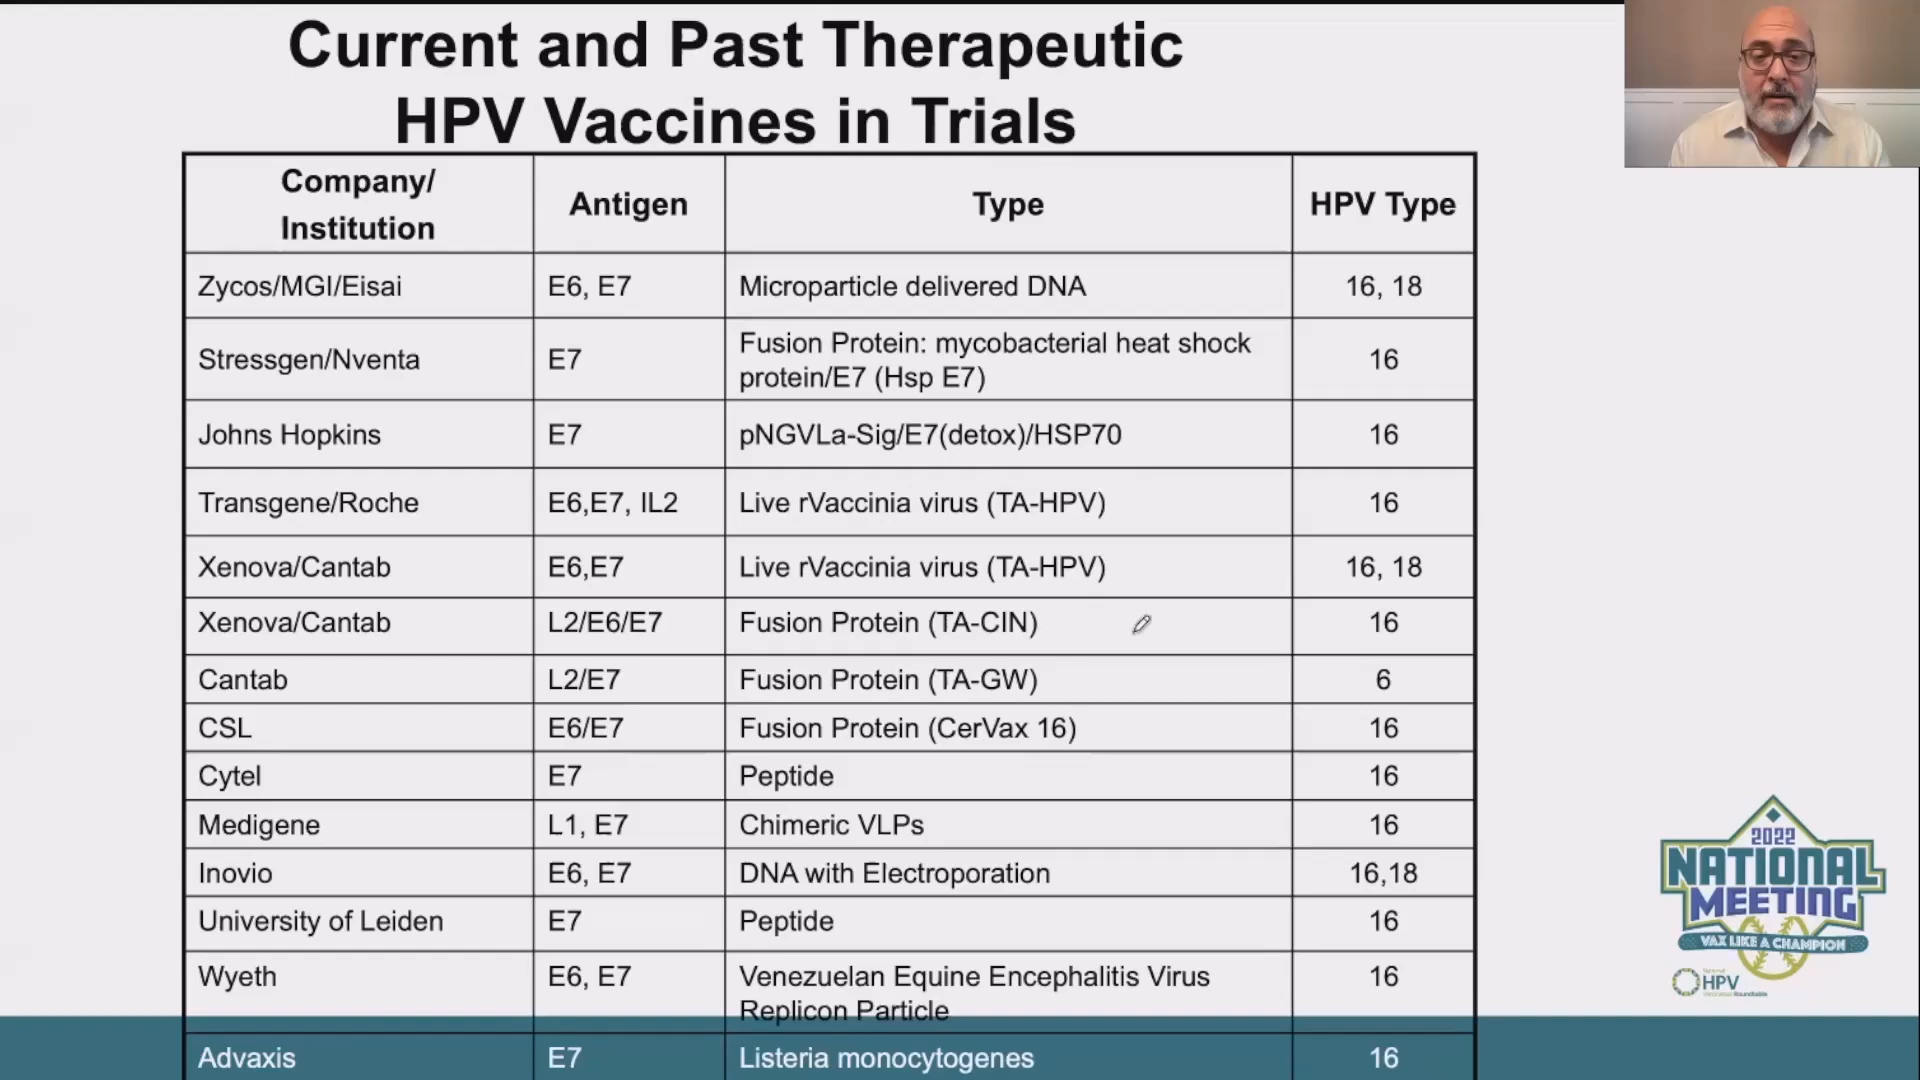 Current and Past Therapeutic
HPV Vaccines in Trials
Company/
Institution
Antigen
Type
HPV Type
Zycos/MGI/Eisai
E6, E7
Microparticle delivered DNA
16, 18
Stressgen/Nventa
E7
Fusion Protein: mycobacterial heat shock
protein/E7 (Hsp E7)
16
Johns Hopkins
E7
pNGVLa-Sig/E7(detox)/HSP70
16
Transgene/Roche
E6,E7, IL2
Live rVaccinia virus (TA-HPV)
16
Xenova/Cantab
E6,E7
Live rVaccinia virus (TA-HPV)
16, 18
Xenova/Cantab
L2/E6/E7
Fusion Protein (TA-CIN)
16
Cantab
L2/E7
Fusion Protein (TA-GW)
6
CSL
E6/E7
Fusion Protein (CerVax 16)
16
Cytel
E7
Peptide
16
Medigene
L1, E7
Chimeric VLPs
16
Inovio
E6, E7
DNA with Electroporation
16,18
University of Leiden
E7
Peptide
16
Wyeth
E6, E7
Venezuelan Equine Encephalitis Virus
Replicon Particle
16
Advaxis
E7
Listeria monocytogenes
16
2022
NATIONAL
MEETING
VAX LIKE A CHAMPION
HPV